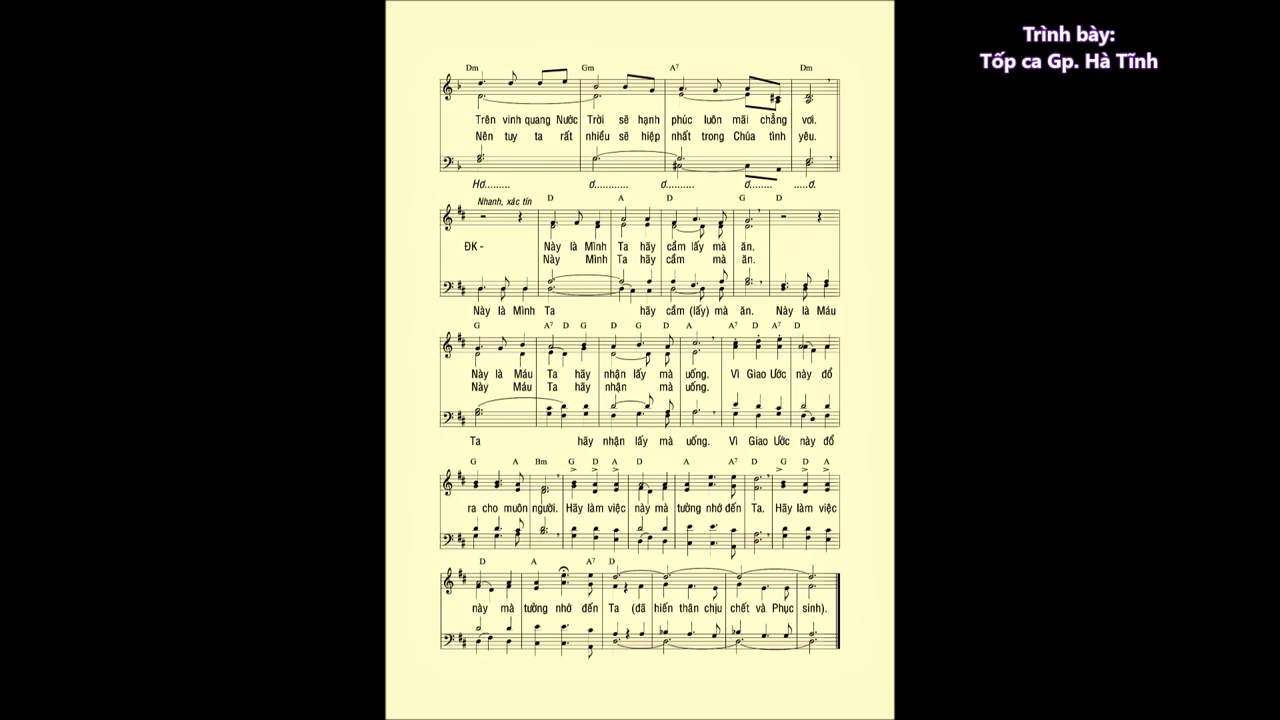 Trình bày:
Tốp ca Gp. Hà Tĩnh
Dm Gm A7 Dm
Trên vinh quang Nước Trời sẽ hạnh phúc luôn mãi chẳng vơi.
Nên tuy ta rất nhiều sẽ hiệp nhất trong Chúa tình yêu.
Hơ......... ơ............ ơ.......... ơ........ .....ơ.
Nhanh, xác tín D A D G D
ĐK - Này là Mình Ta hãy cầm lấy mà ăn.
Này Mình Ta hãy cầm mà ăn.
Này là Mình Ta hãy cầm (lấy) mà ăn. Này là Máu
G A7 D G D G D A A7 D A7 D
Này là Máu Ta hãy nhận lấy mà uống. Vì Giao Ước này đổ
Này Máu Ta hãy nhận mà uống.
Ta hãy nhận lấy mà uống. Vì Giao Ước này đổ
G A Bm G D A D A A7 D G D A
ra cho muôn người. Hãy làm việc này mà tưởng nhớ đến Ta. Hãy làm việc
D A A7 D
này mà tưởng nhớ đến Ta (đã hiến thân chịu chết và Phục sinh).